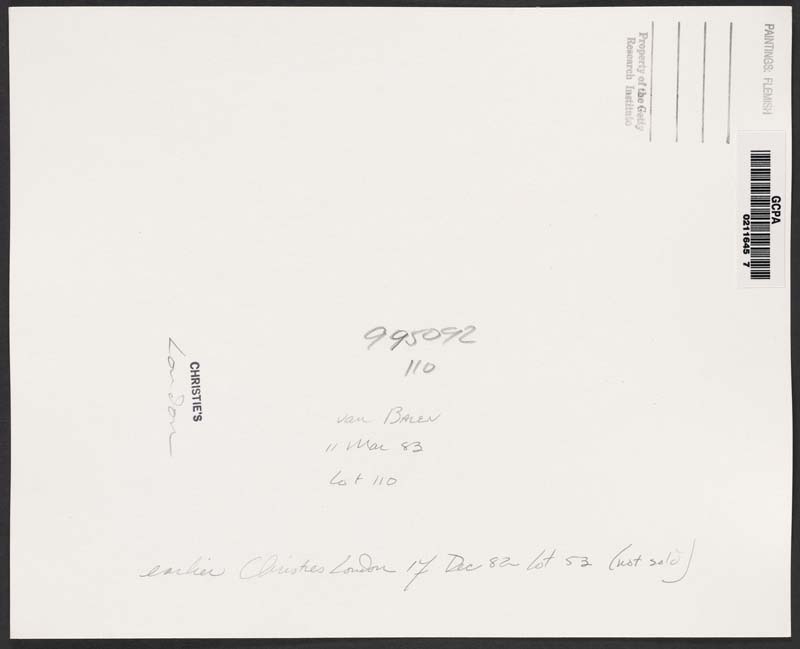 PAINTINGS: FLEMISH
Property of the Getty
Research Institute
GCPA
0211645 7
995092
110
CHRISTIE'S
London
van BALEN
11 Mar 83
Lot 110
earlier Christies London 17 Dec 82 lot 53 (not sold)